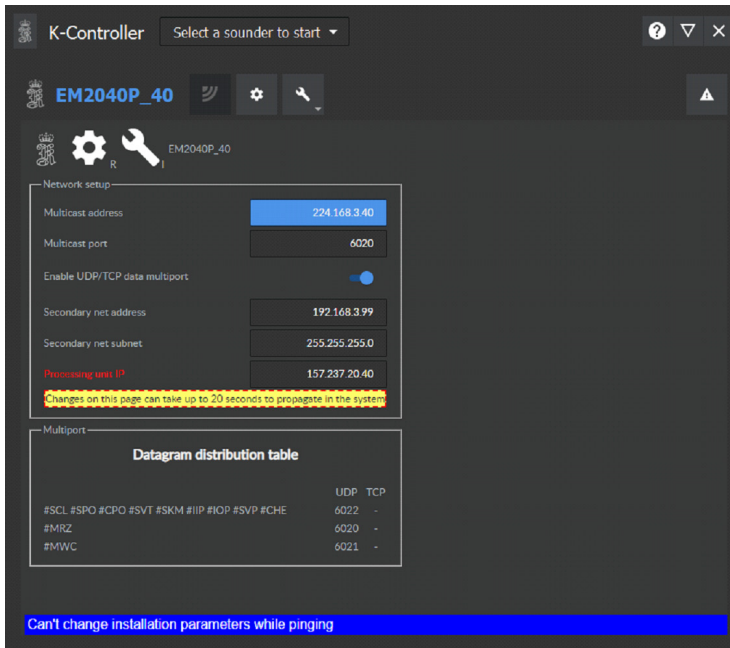 K-Controller Select a sounder to start
EM2040P_40
R I EM2040P_40
Network setup
Multicast address 224.168.3.40
Multicast port 6020
Enable UDP/TCP data multiport
Secondary net address 192.168.3.99
Secondary net subnet 255.255.255.0
Processing unit IP 157.237.20.40
Changes on this page can take up to 20 seconds to propagate in the system
Multiport
Datagram distribution table
UDP TCP
#SCL #SPO #CPO #SVT #SKM #IIP #IOP #SVP #CHE 6022 -
#MRZ 6020 -
#MWC 6021 -
Can't change installation parameters while pinging